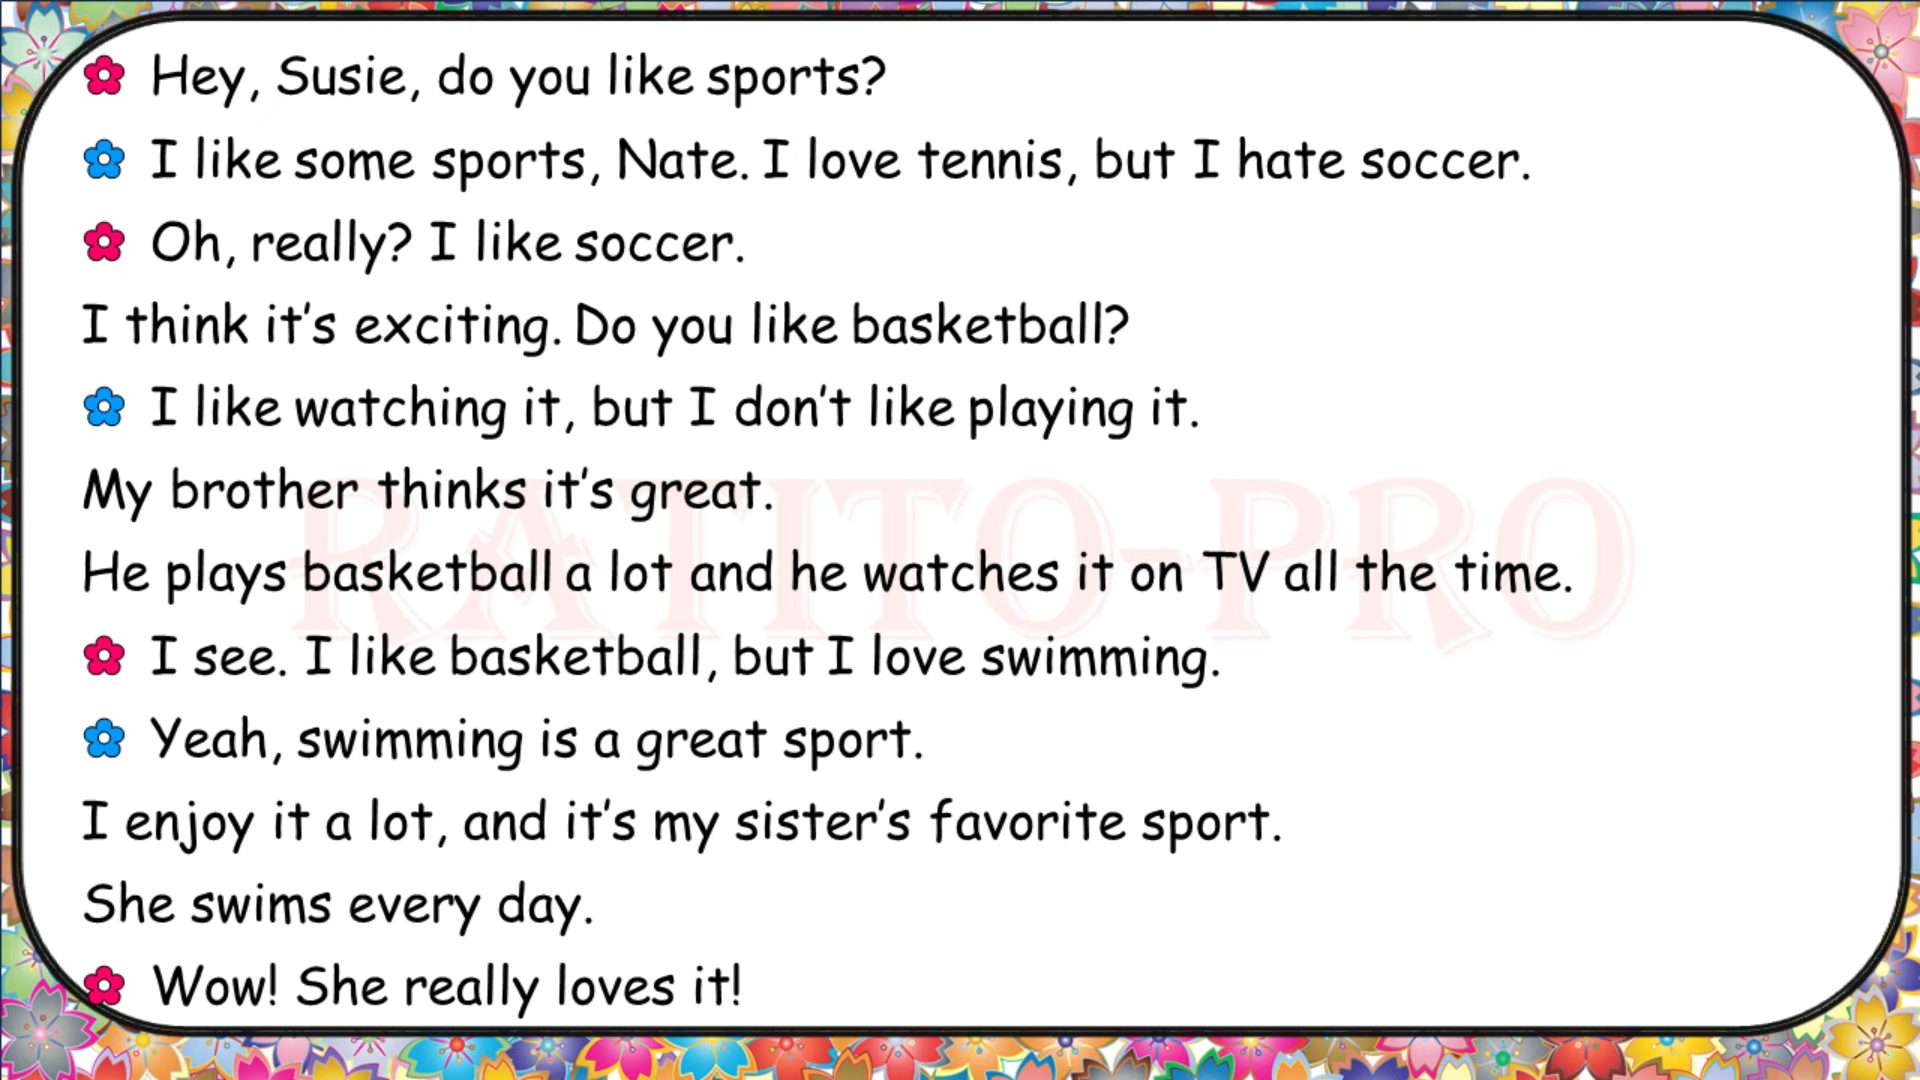 Hey, Susie, do you like sports?
I like some sports, Nate. I love tennis, but I hate soccer.
Oh, really? I like soccer.
I think it's exciting. Do you like basketball?
I like watching it, but I don't like playing it.
My brother thinks it's great.
He plays basketball a lot and he watches it on TV all the time.
RATITO-PRO
I see. I like basketball, but I love swimming.
Yeah, swimming is a great sport.
I enjoy it a lot, and it's my sister's favorite sport.
She swims every day.
Wow! She really loves it!